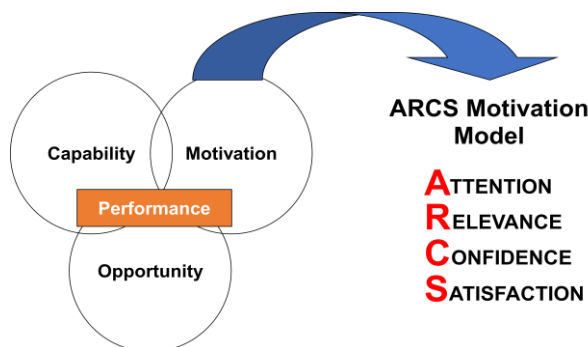 Capability
Motivation
Performance
Opportunity
ARCS Motivation
Model
ATTENTION
RELEVANCE
CONFIDENCE
SATISFACTION